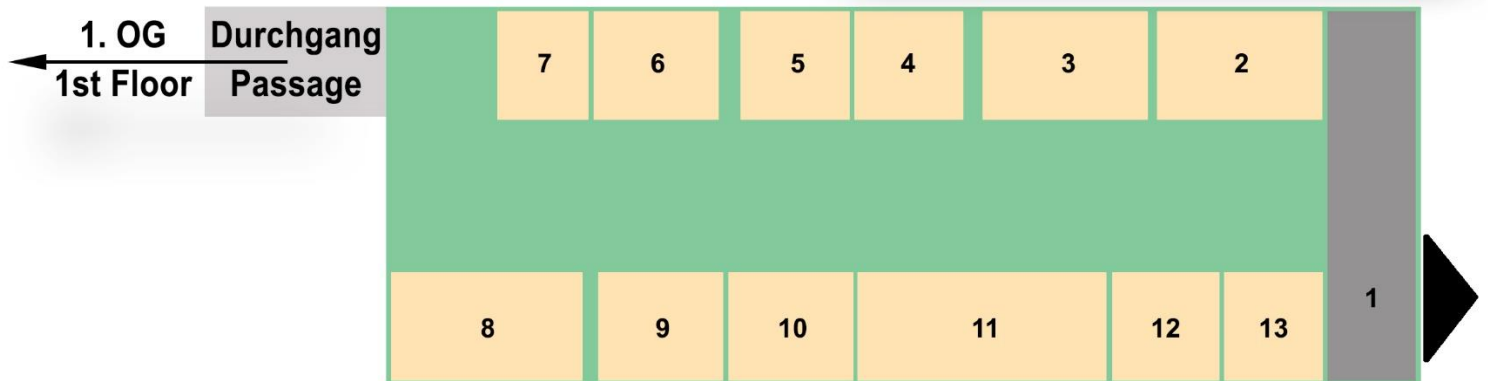 1. OG
1st Floor
Durchgang
Passage
7 6 5 4 3 2
1
8 9 10 11 12 13